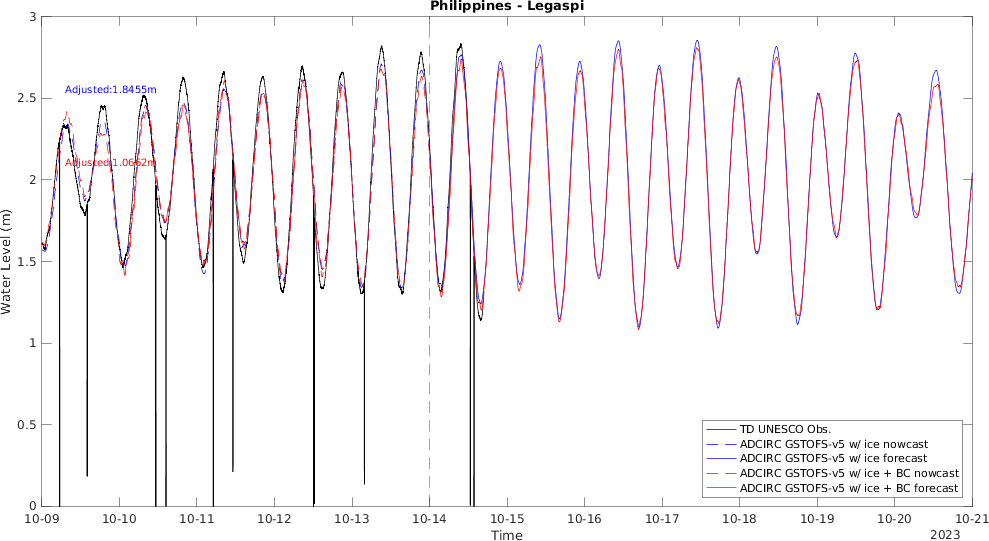 Philippines - Legaspi
Water Level (m)
3
2.5
2
1.5
1
0.5
0
Adjusted:1.8455m
Adjusted:1.0662m
TD UNESCO Obs.
ADCIRC GSTOFS-v5 w/ ice nowcast
ADCIRC GSTOFS-v5 w/ ice forecast
ADCIRC GSTOFS-v5 w/ ice + BC nowcast
ADCIRC GSTOFS-v5 w/ ice + BC forecast
10-09 10-10 10-11 10-12 10-13 10-14 10-15 10-16 10-17 10-18 10-19 10-20 10-21
Time
2023